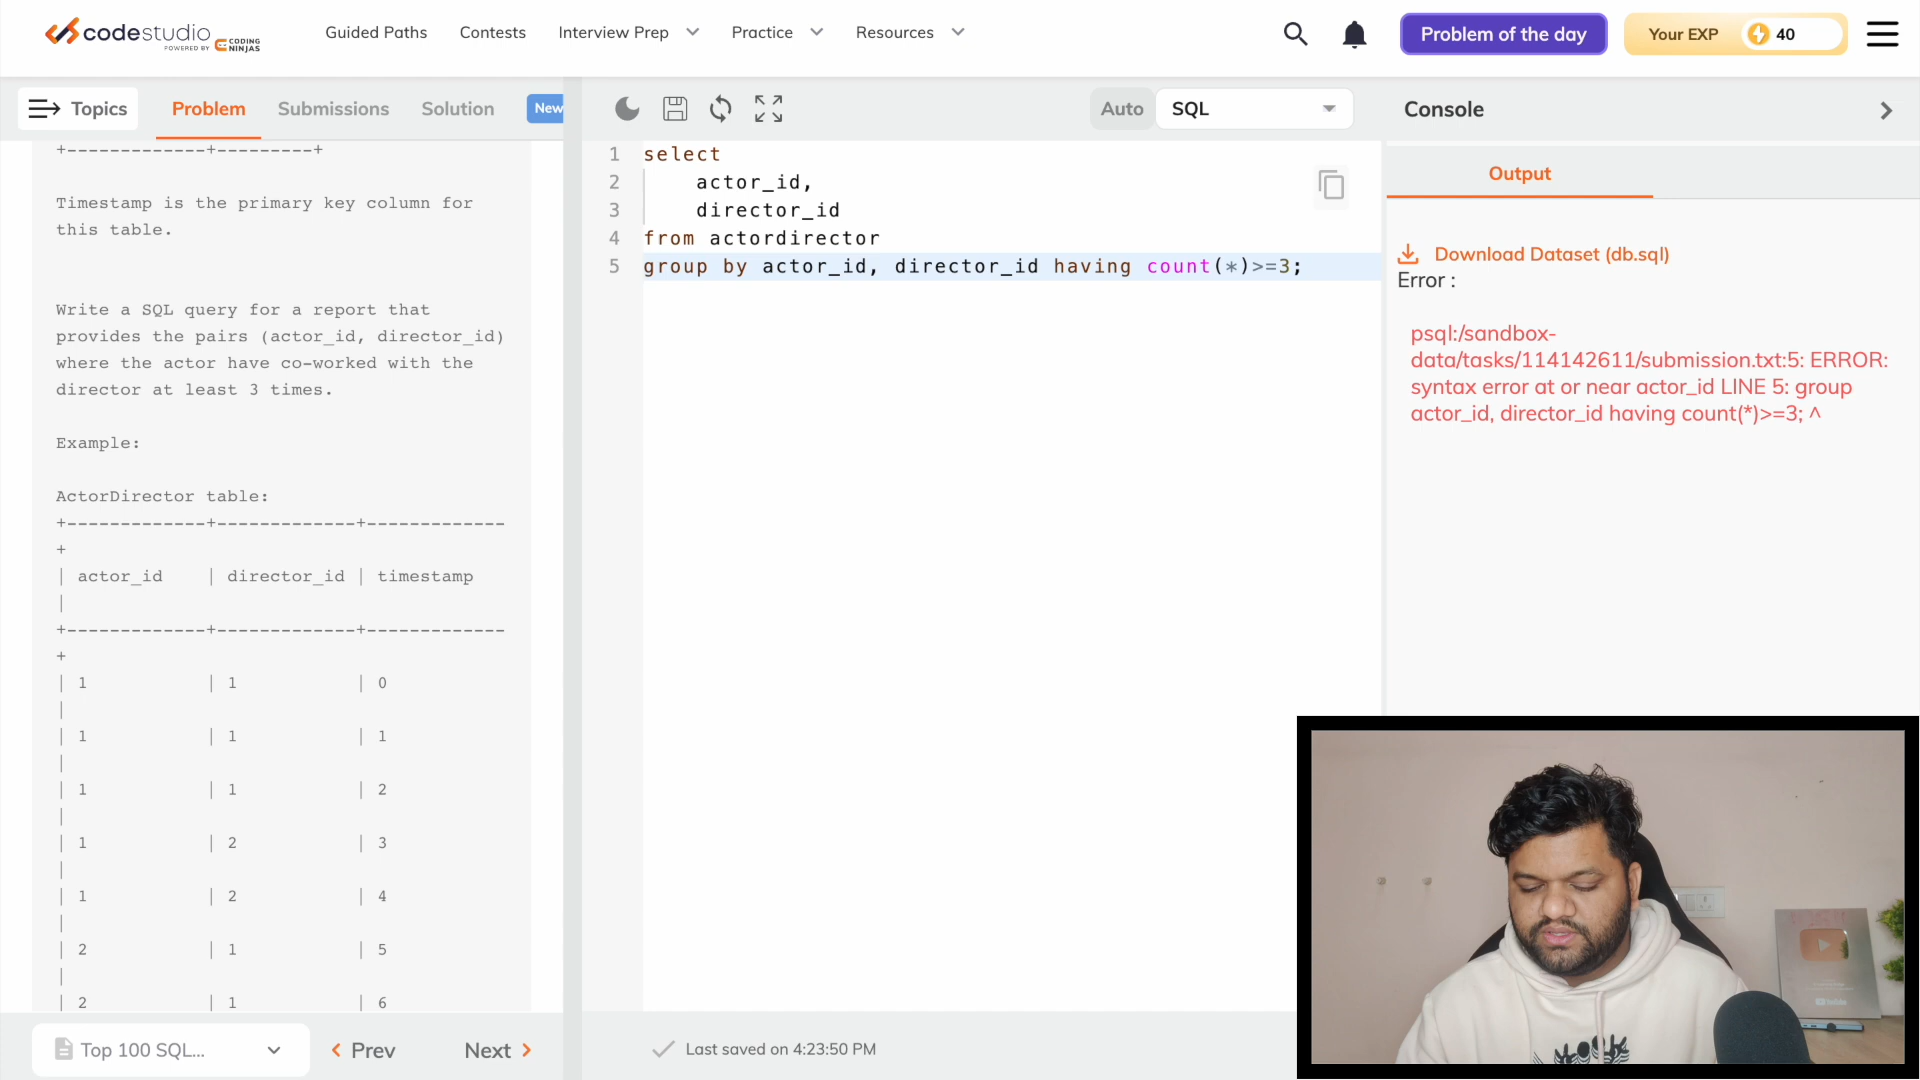 codestudio
POWERED BY CODING NINJAS
Guided Paths
Contests
Interview Prep
Practice
Resources
Problem of the day
Your EXP
40
Topics
Problem
Submissions
Solution
New
+-------------+---------+
Timestamp is the primary key column for
this table.
Write a SQL query for a report that
provides the pairs (actor_id, director_id)
where the actor have co-worked with the
director at least 3 times.
Example:
ActorDirector table:
+-------------+-------------+-------------
+
| actor_id | director_id | timestamp
|
+-------------+-------------+-------------
+
| 1 | 1 | 0
|
| 1 | 1 | 1
|
| 1 | 1 | 2
|
| 1 | 2 | 3
|
| 1 | 2 | 4
|
| 2 | 1 | 5
|
| 2 | 1 | 6
Top 100 SQL...
Prev
Next
Auto
SQL
1 select
2 actor_id,
3 director_id
4 from actordirector
5 group by actor_id, director_id having count(*)>=3;
Last saved on 4:23:50 PM
Console
Output
Download Dataset (db.sql)
Error :
psql:/sandbox-
data/tasks/114142611/submission.txt:5: ERROR:
syntax error at or near actor_id LINE 5: group
actor_id, director_id having count(*)>=3; ^
YouTube